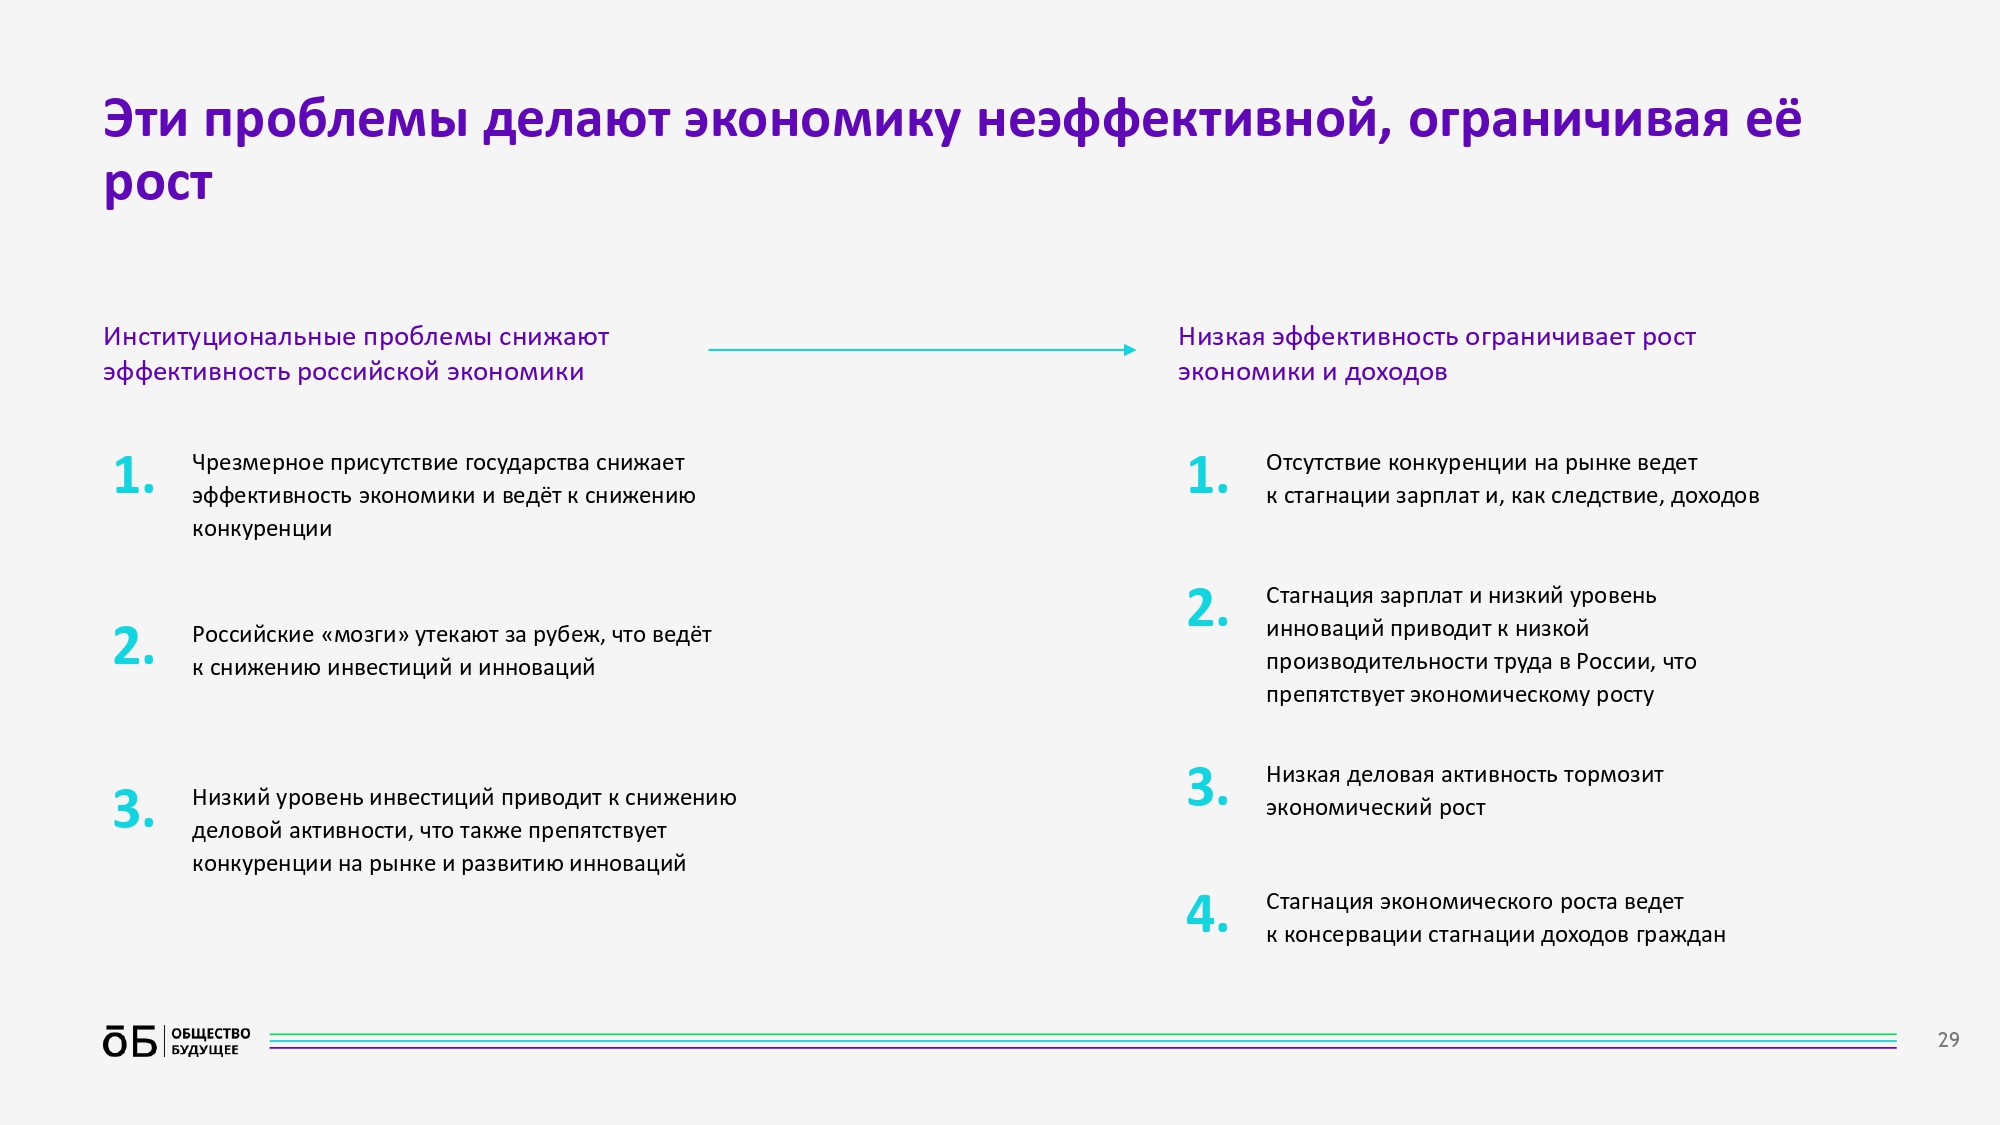 Эти проблемы делают экономику неэффективной, ограничивая её
рост
Институциональные проблемы снижают
эффективность российской экономики
1.
Чрезмерное присутствие государства снижает
эффективность экономики и ведёт к снижению
конкуренции
2.
Российские «мозги» утекают за рубеж, что ведёт
к снижению инвестиций и инноваций
3.
Низкий уровень инвестиций приводит к снижению
деловой активности, что также препятствует
конкуренции на рынке и развитию инноваций
Низкая эффективность ограничивает рост
экономики и доходов
1.
Отсутствие конкуренции на рынке ведет
к стагнации зарплат и, как следствие, доходов
2.
Стагнация зарплат и низкий уровень
инноваций приводит к низкой
производительности труда в России, что
препятствует экономическому росту
3.
Низкая деловая активность тормозит
экономический рост
4.
Стагнация экономического роста ведет
к консервации стагнации доходов граждан
ōБ
ОБЩЕСТВО
БУДУЩЕЕ
29